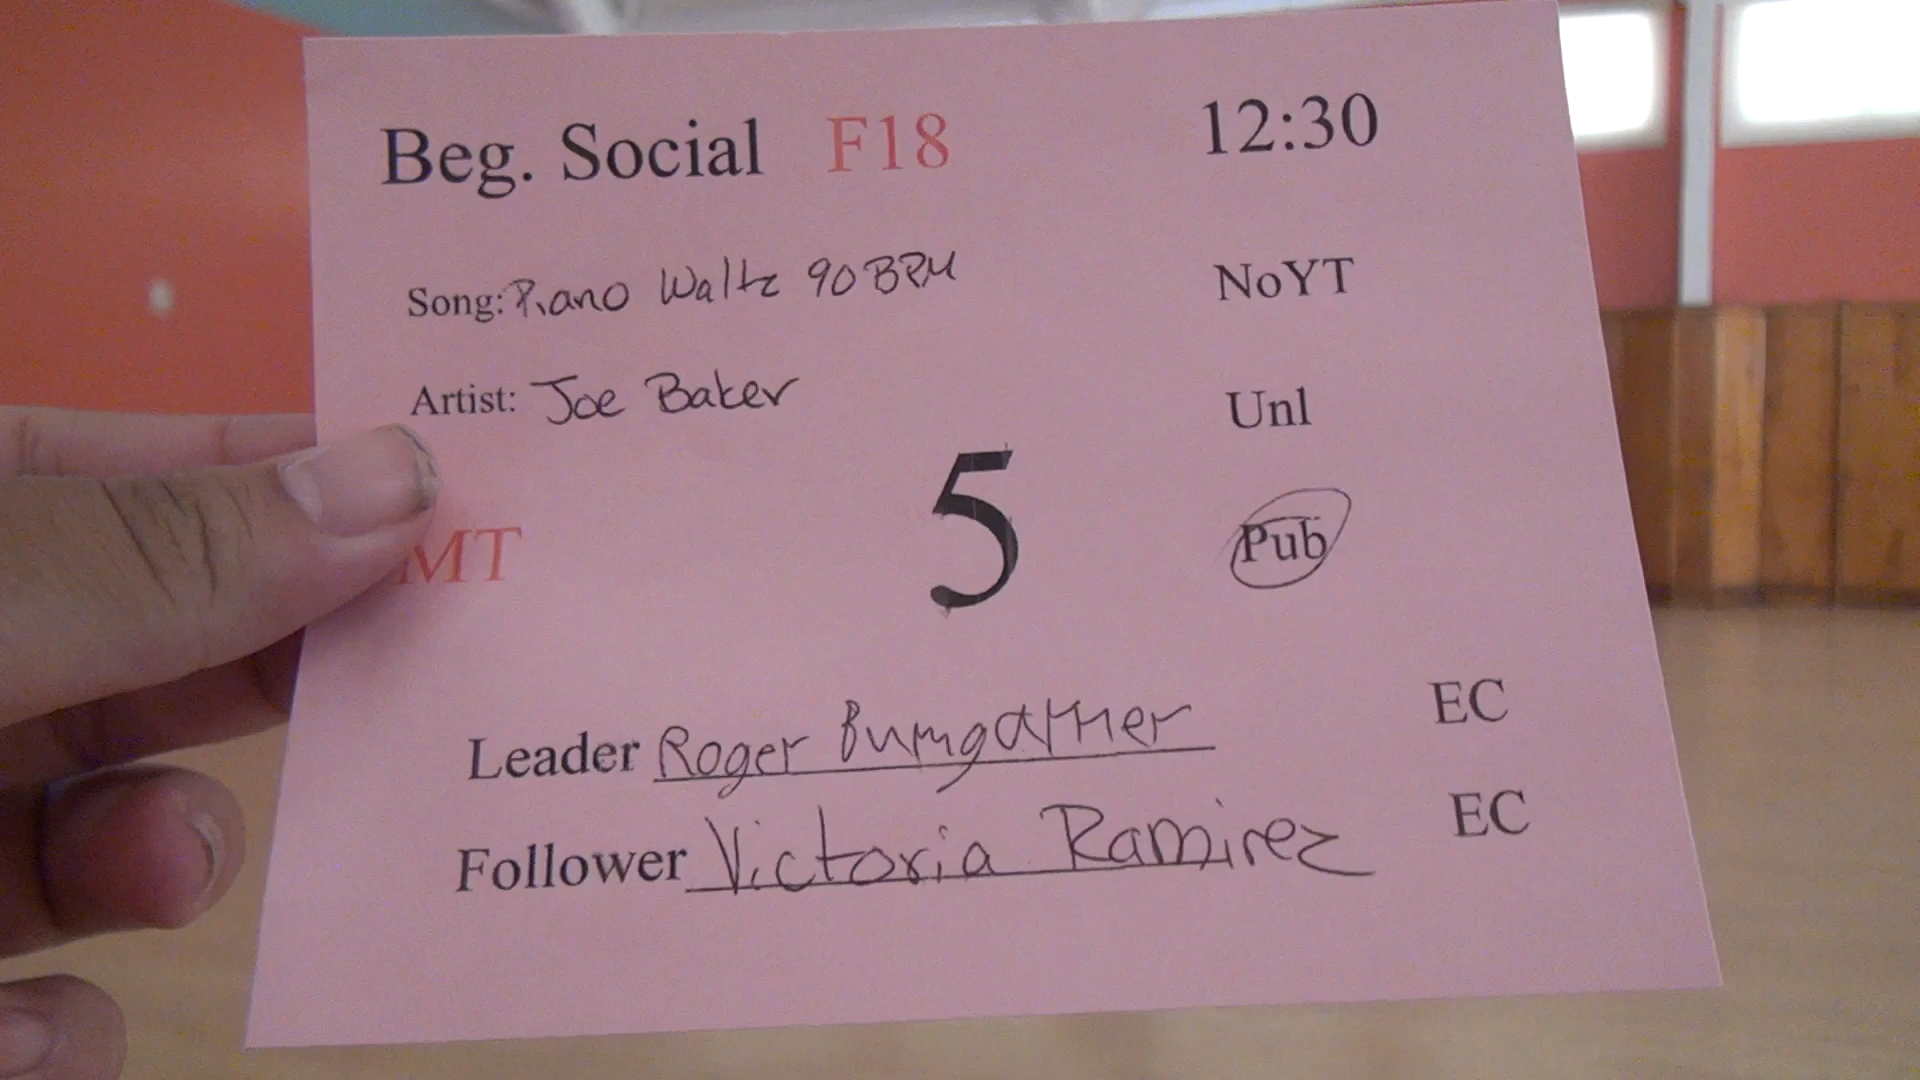 Beg. Social F18 12:30
Song: Piano Waltz 90 BPM NoYT
Artist: Joe Baker Unl
MT 5 Pub
Leader Roger Bumgartner EC
Follower Victoria Ramirez EC